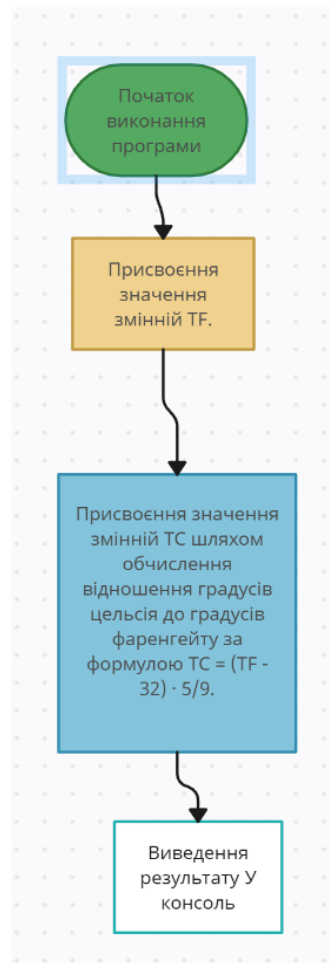 Початок
виконання
програми
Присвоєння
значення
змінній TF.
Присвоєння значення
змінній TC шляхом
обчислення
відношення градусів
цельсія до градусів
фаренгейту за
формулою TC = (TF -
32) · 5/9.
Виведення
результату У
консоль